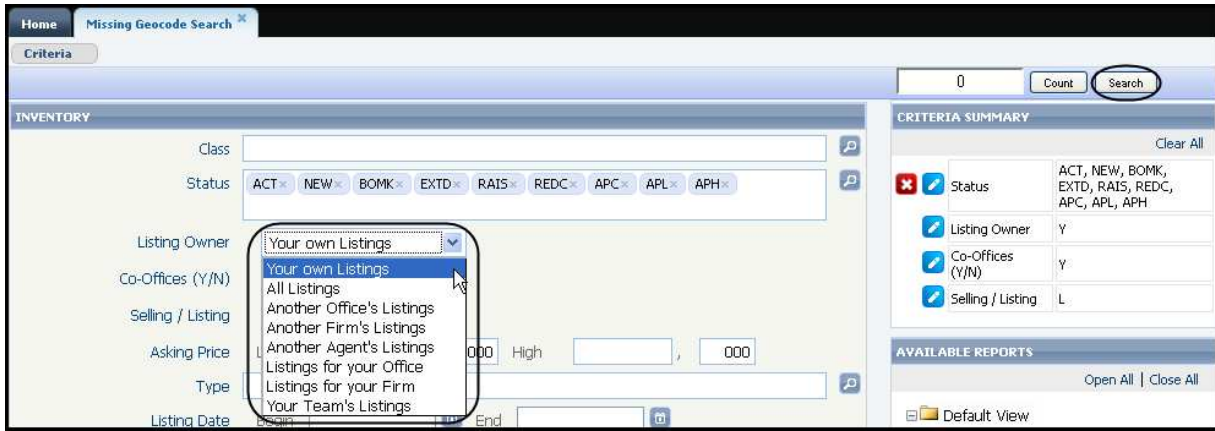 Home Missing Geocode Search ×
Criteria
0 Count Search
INVENTORY
Class
Status ACT× NEW× BOMK× EXTD× RAIS× REDC× APC× APL× APH×
Listing Owner Your own Listings
Your own Listings
Co-Offices (Y/N)
All Listings
Another Office's Listings
Selling / Listing
Another Firm's Listings
Another Agent's Listings
Asking Price 000 High , 000
Listings for your Office
Type
Listings for your Firm
Your Team's Listings
Listing Date Begin End
CRITERIA SUMMARY
Clear All
Status ACT, NEW, BOMK,
EXTD, RAIS, REDC,
APC, APL, APH
Listing Owner Y
Co-Offices
(Y/N) Y
Selling / Listing L
AVAILABLE REPORTS
Open All | Close All
Default View